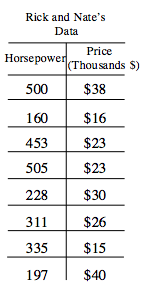 Rick and Nate's
Data
Horsepower Price
(Thousands $)
500 $38
160 $16
453 $23
505 $23
228 $30
311 $26
335 $15
197 $40